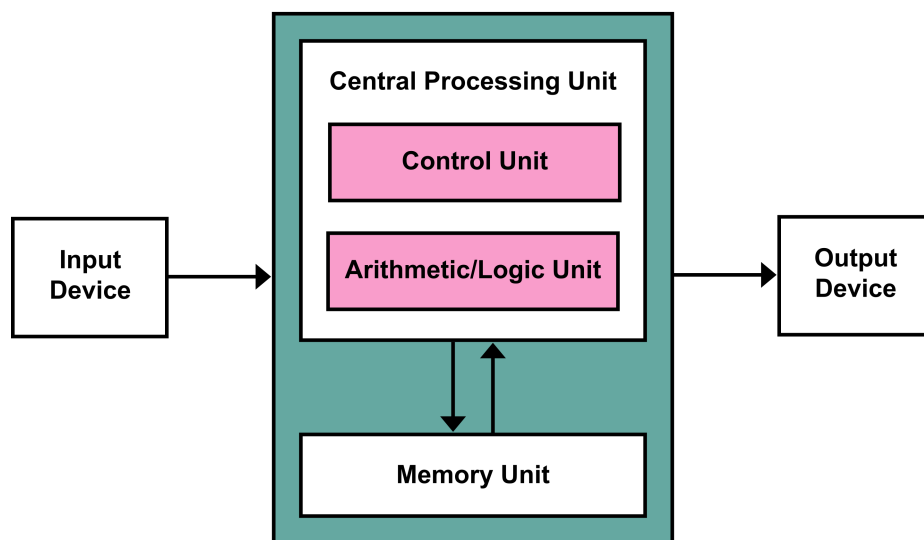 Central Processing Unit
Control Unit
Input
Device
Arithmetic/Logic Unit
Output
Device
Memory Unit